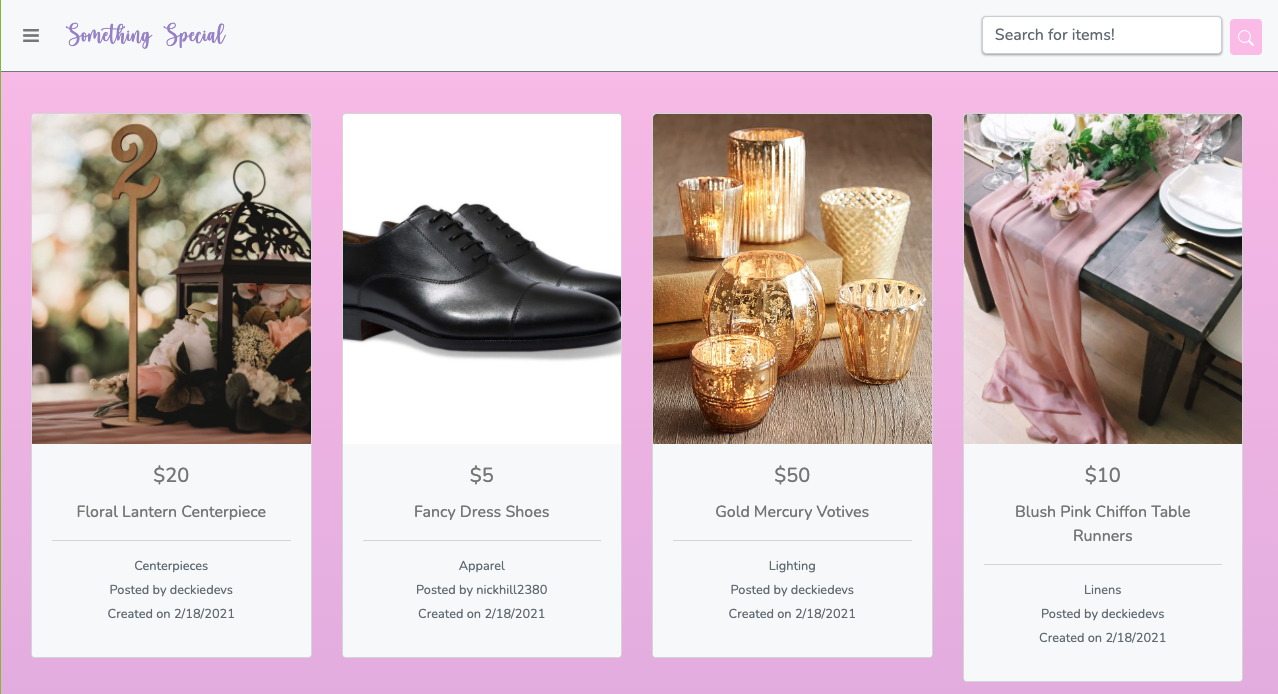 Something Special
Search for items!
2
$20
Floral Lantern Centerpiece
Centerpieces
Posted by deckiedevs
Created on 2/18/2021
$5
Fancy Dress Shoes
Apparel
Posted by nickhill2380
Created on 2/18/2021
$50
Gold Mercury Votives
Lighting
Posted by deckiedevs
Created on 2/18/2021
$10
Blush Pink Chiffon Table
Runners
Linens
Posted by deckiedevs
Created on 2/18/2021